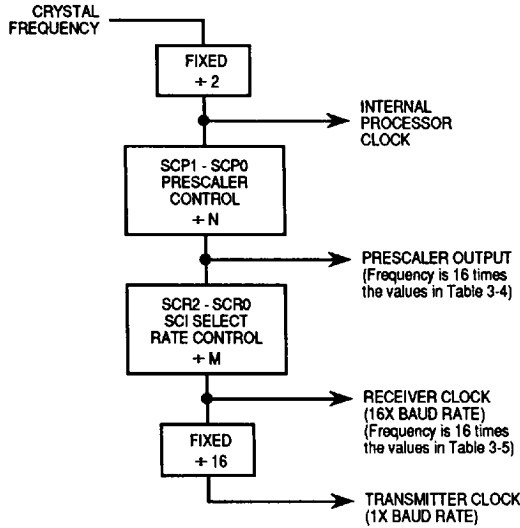 CRYSTAL
FREQUENCY
FIXED
÷ 2
INTERNAL
PROCESSOR
CLOCK
SCP1 - SCP0
PRESCALER
CONTROL
÷ N
PRESCALER OUTPUT
(Frequency is 16 times
the values in Table 3-4)
SCR2 - SCR0
SCI SELECT
RATE CONTROL
÷ M
RECEIVER CLOCK
(16X BAUD RATE)
(Frequency is 16 times
the values in Table 3-5)
FIXED
÷ 16
TRANSMITTER CLOCK
(1X BAUD RATE)